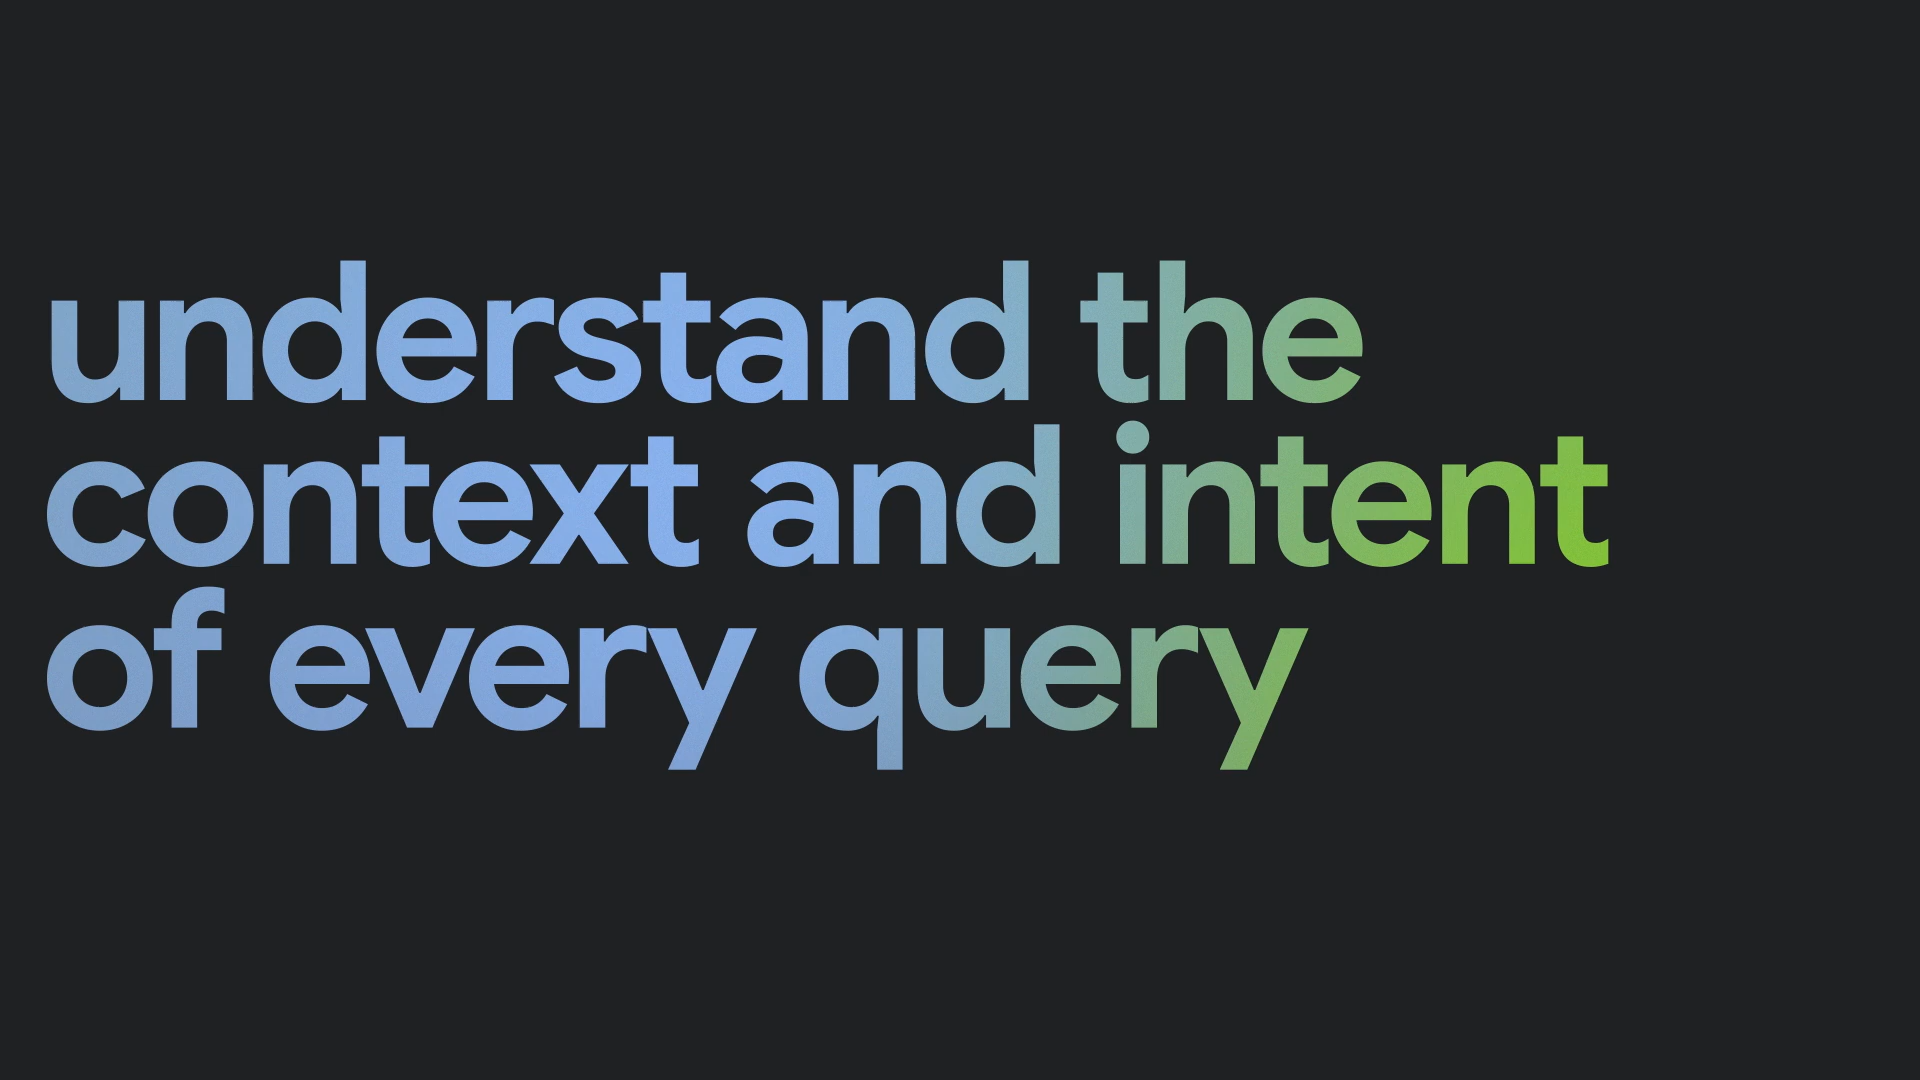 understand the
context and intent
of every query